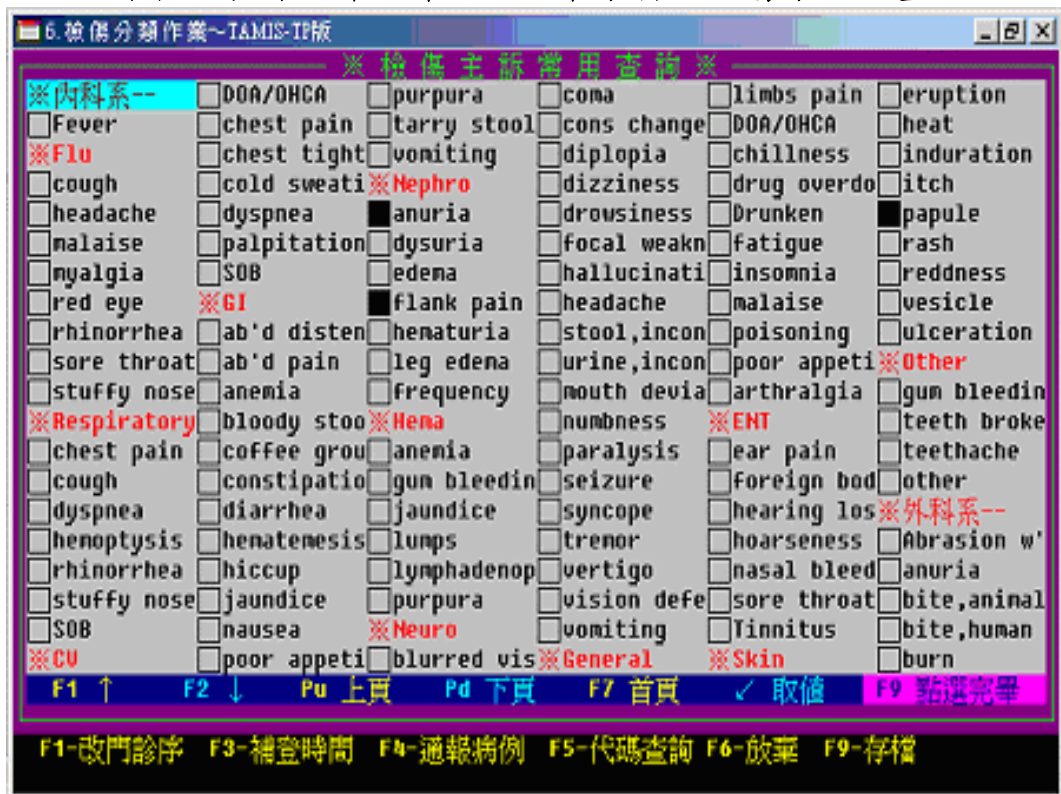 6.檢傷分類作業~TAMIS-TP版
※ 檢 傷 主 訴 常 用 查 詢 ※
※內科系-- DOA/OHCA purpura coma limbs pain eruption
Fever chest pain tarry stool cons change DOA/OHCA heat
※Flu chest tight vomiting diplopia chillness induration
cough cold sweati ※Nephro dizziness drug overdo itch
headache dyspnea anuria drowsiness Drunken papule
malaise palpitation dysuria focal weakn fatigue rash
myalgia SOB edema hallucinati insomnia reddness
red eye ※GI flank pain headache malaise vesicle
rhinorrhea ab'd disten hematuria stool,incon poisoning ulceration
sore throat ab'd pain leg edema urine,incon poor appeti ※Other
stuffy nose anemia frequency mouth devia arthralgia gum bleedin
※Respiratory bloody stoo ※Hema numbness ※ENT teeth broke
chest pain coffee grou anemia paralysis ear pain teethache
cough constipatio gum bleedin seizure foreign bod other
dyspnea diarrhea jaundice syncope hearing los ※外科系--
hemoptysis hematemesis lumps tremor hoarseness Abrasion w'
rhinorrhea hiccup lymphadenop vertigo nasal bleed anuria
stuffy nose jaundice purpura vision defe sore throat bite,animal
SOB nausea ※Neuro vomiting Tinnitus bite,human
※CV poor appeti blurred vis ※General ※Skin burn
F1 ↑ F2 ↓ Pu 上頁 Pd 下頁 F7 首頁 ✓ 取值 F9 點選完畢
F1-改門診序 F3-補登時間 F4-通報病例 F5-代碼查詢 F6-放棄 F9-存檔